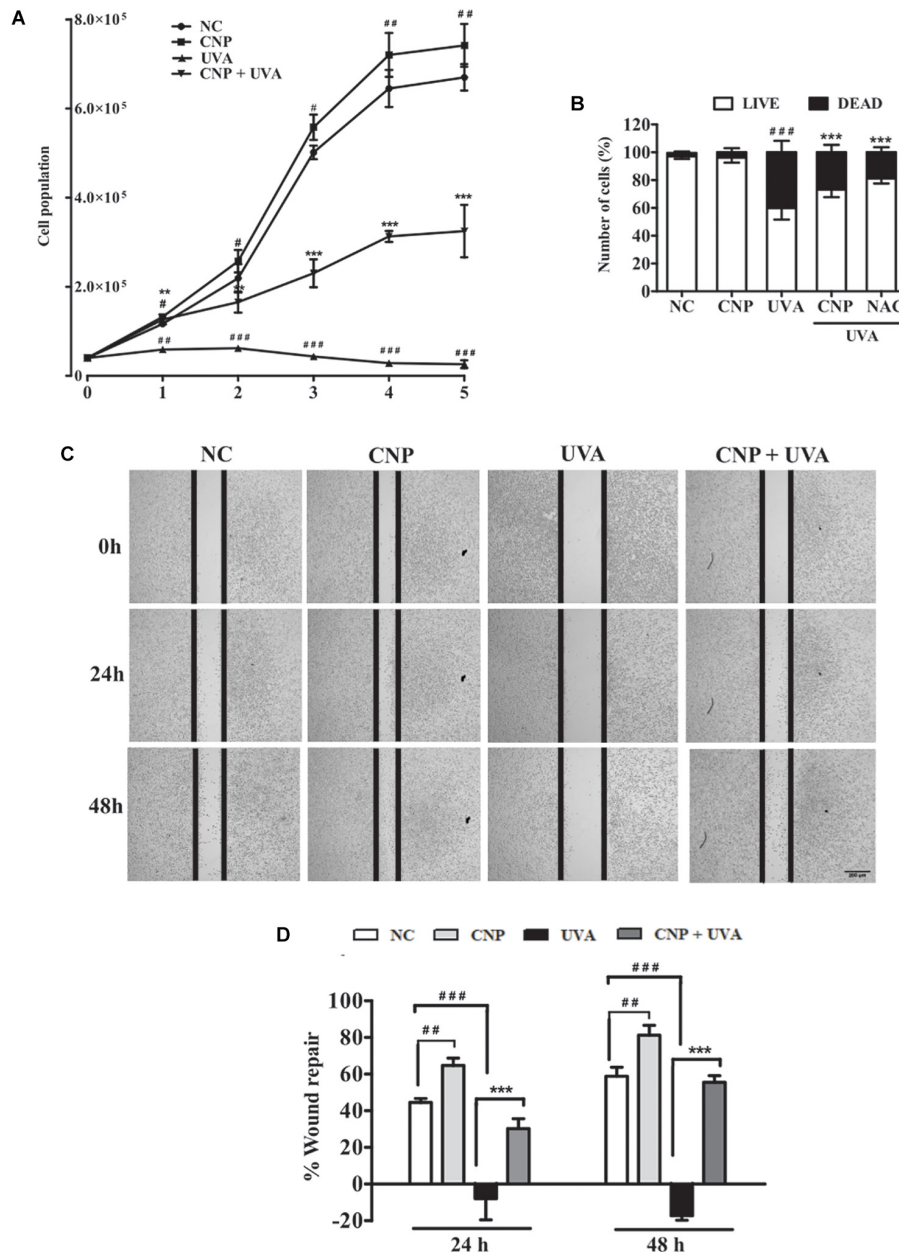 A
8.0×10⁵
6.0×10⁵
4.0×10⁵
2.0×10⁵
0
Cell population
NC
CNP
UVA
CNP + UVA
## ##
#
#
** #
** *** *** ***
## ### ### ### ###
0 1 2 3 4 5
B
LIVE DEAD
Number of cells (%)
120
100
80
60
40
20
0
### *** ***
NC CNP UVA CNP NAC
UVA
C
NC CNP UVA CNP + UVA
0h
24h
48h
200 µm
D
NC CNP UVA CNP + UVA
% Wound repair
100
80
60
40
20
0
-20
### ## ***
### ## ***
24 h 48 h